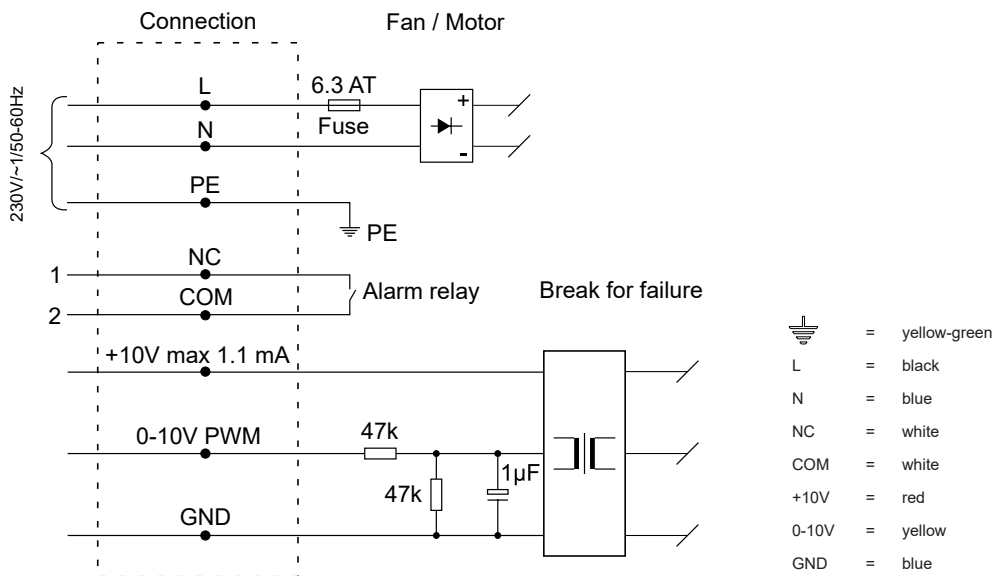 Connection
Fan / Motor
230V/~1/50-60Hz
L
6.3 AT
Fuse
+
-
N
PE
PE
1
NC
2
COM
Alarm relay
Break for failure
+10V max 1.1 mA
0-10V PWM
47k
47k
1µF
GND
= yellow-green
L = black
N = blue
NC = white
COM = white
+10V = red
0-10V = yellow
GND = blue